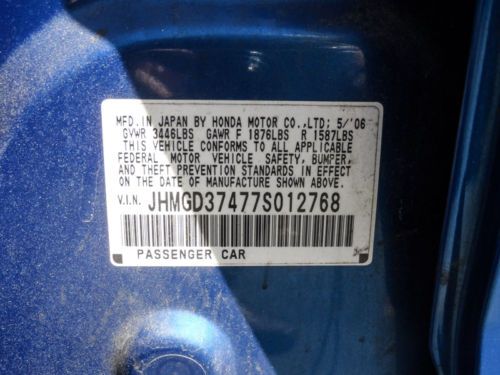 MFD. IN JAPAN BY HONDA MOTOR CO.,LTD; 5/'06
GVWR 3446LBS GAWR F 1876LBS R 1587LBS
THIS VEHICLE CONFORMS TO ALL APPLICABLE
FEDERAL MOTOR VEHICLE SAFETY, BUMPER,
AND THEFT PREVENTION STANDARDS IN EFFECT
ON THE DATE OF MANUFACTURE SHOWN ABOVE.
V.I.N. JHMGD37477S012768
PASSENGER CAR